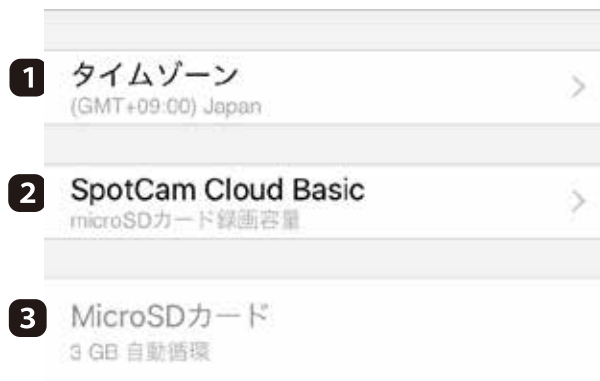 1 タイムゾーン
(GMT+09:00) Japan
2 SpotCam Cloud Basic
microSDカード録画容量
3 MicroSDカード
3 GB 自動循環